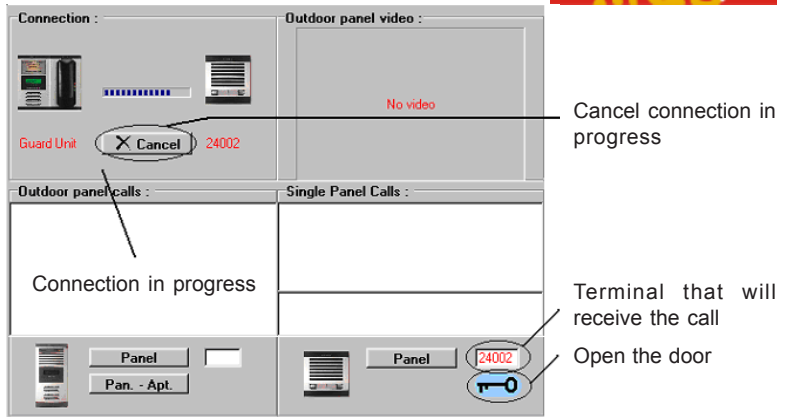 Connection :
Outdoor panel video :
No video
Cancel connection in
progress
Guard Unit
Cancel
24002
Outdoor panel calls :
Single Panel Calls :
Connection in progress
Terminal that will
receive the call
Panel
Panel
24002
Open the door
Pan. - Apt.